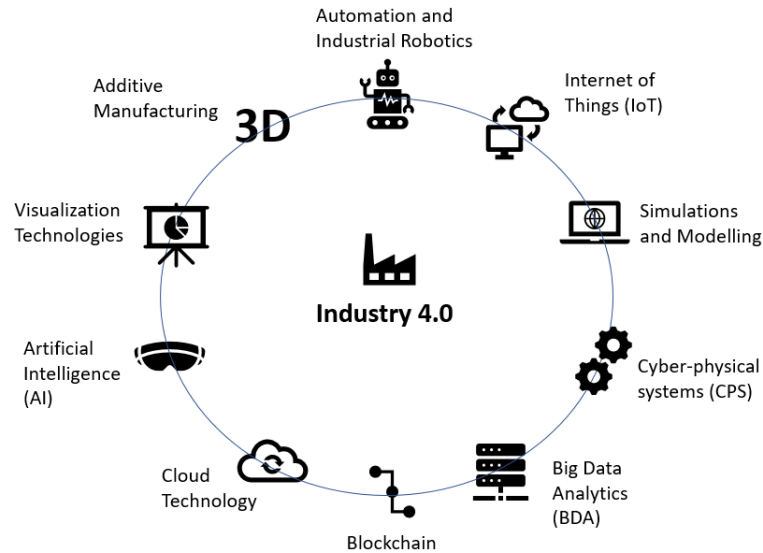 Automation and
Industrial Robotics
Internet of
Things (IoT)
Simulations
and Modelling
Cyber-physical
systems (CPS)
Big Data
Analytics
(BDA)
Blockchain
Cloud
Technology
Artificial
Intelligence
(AI)
Visualization
Technologies
Additive
Manufacturing
3D
Industry 4.0